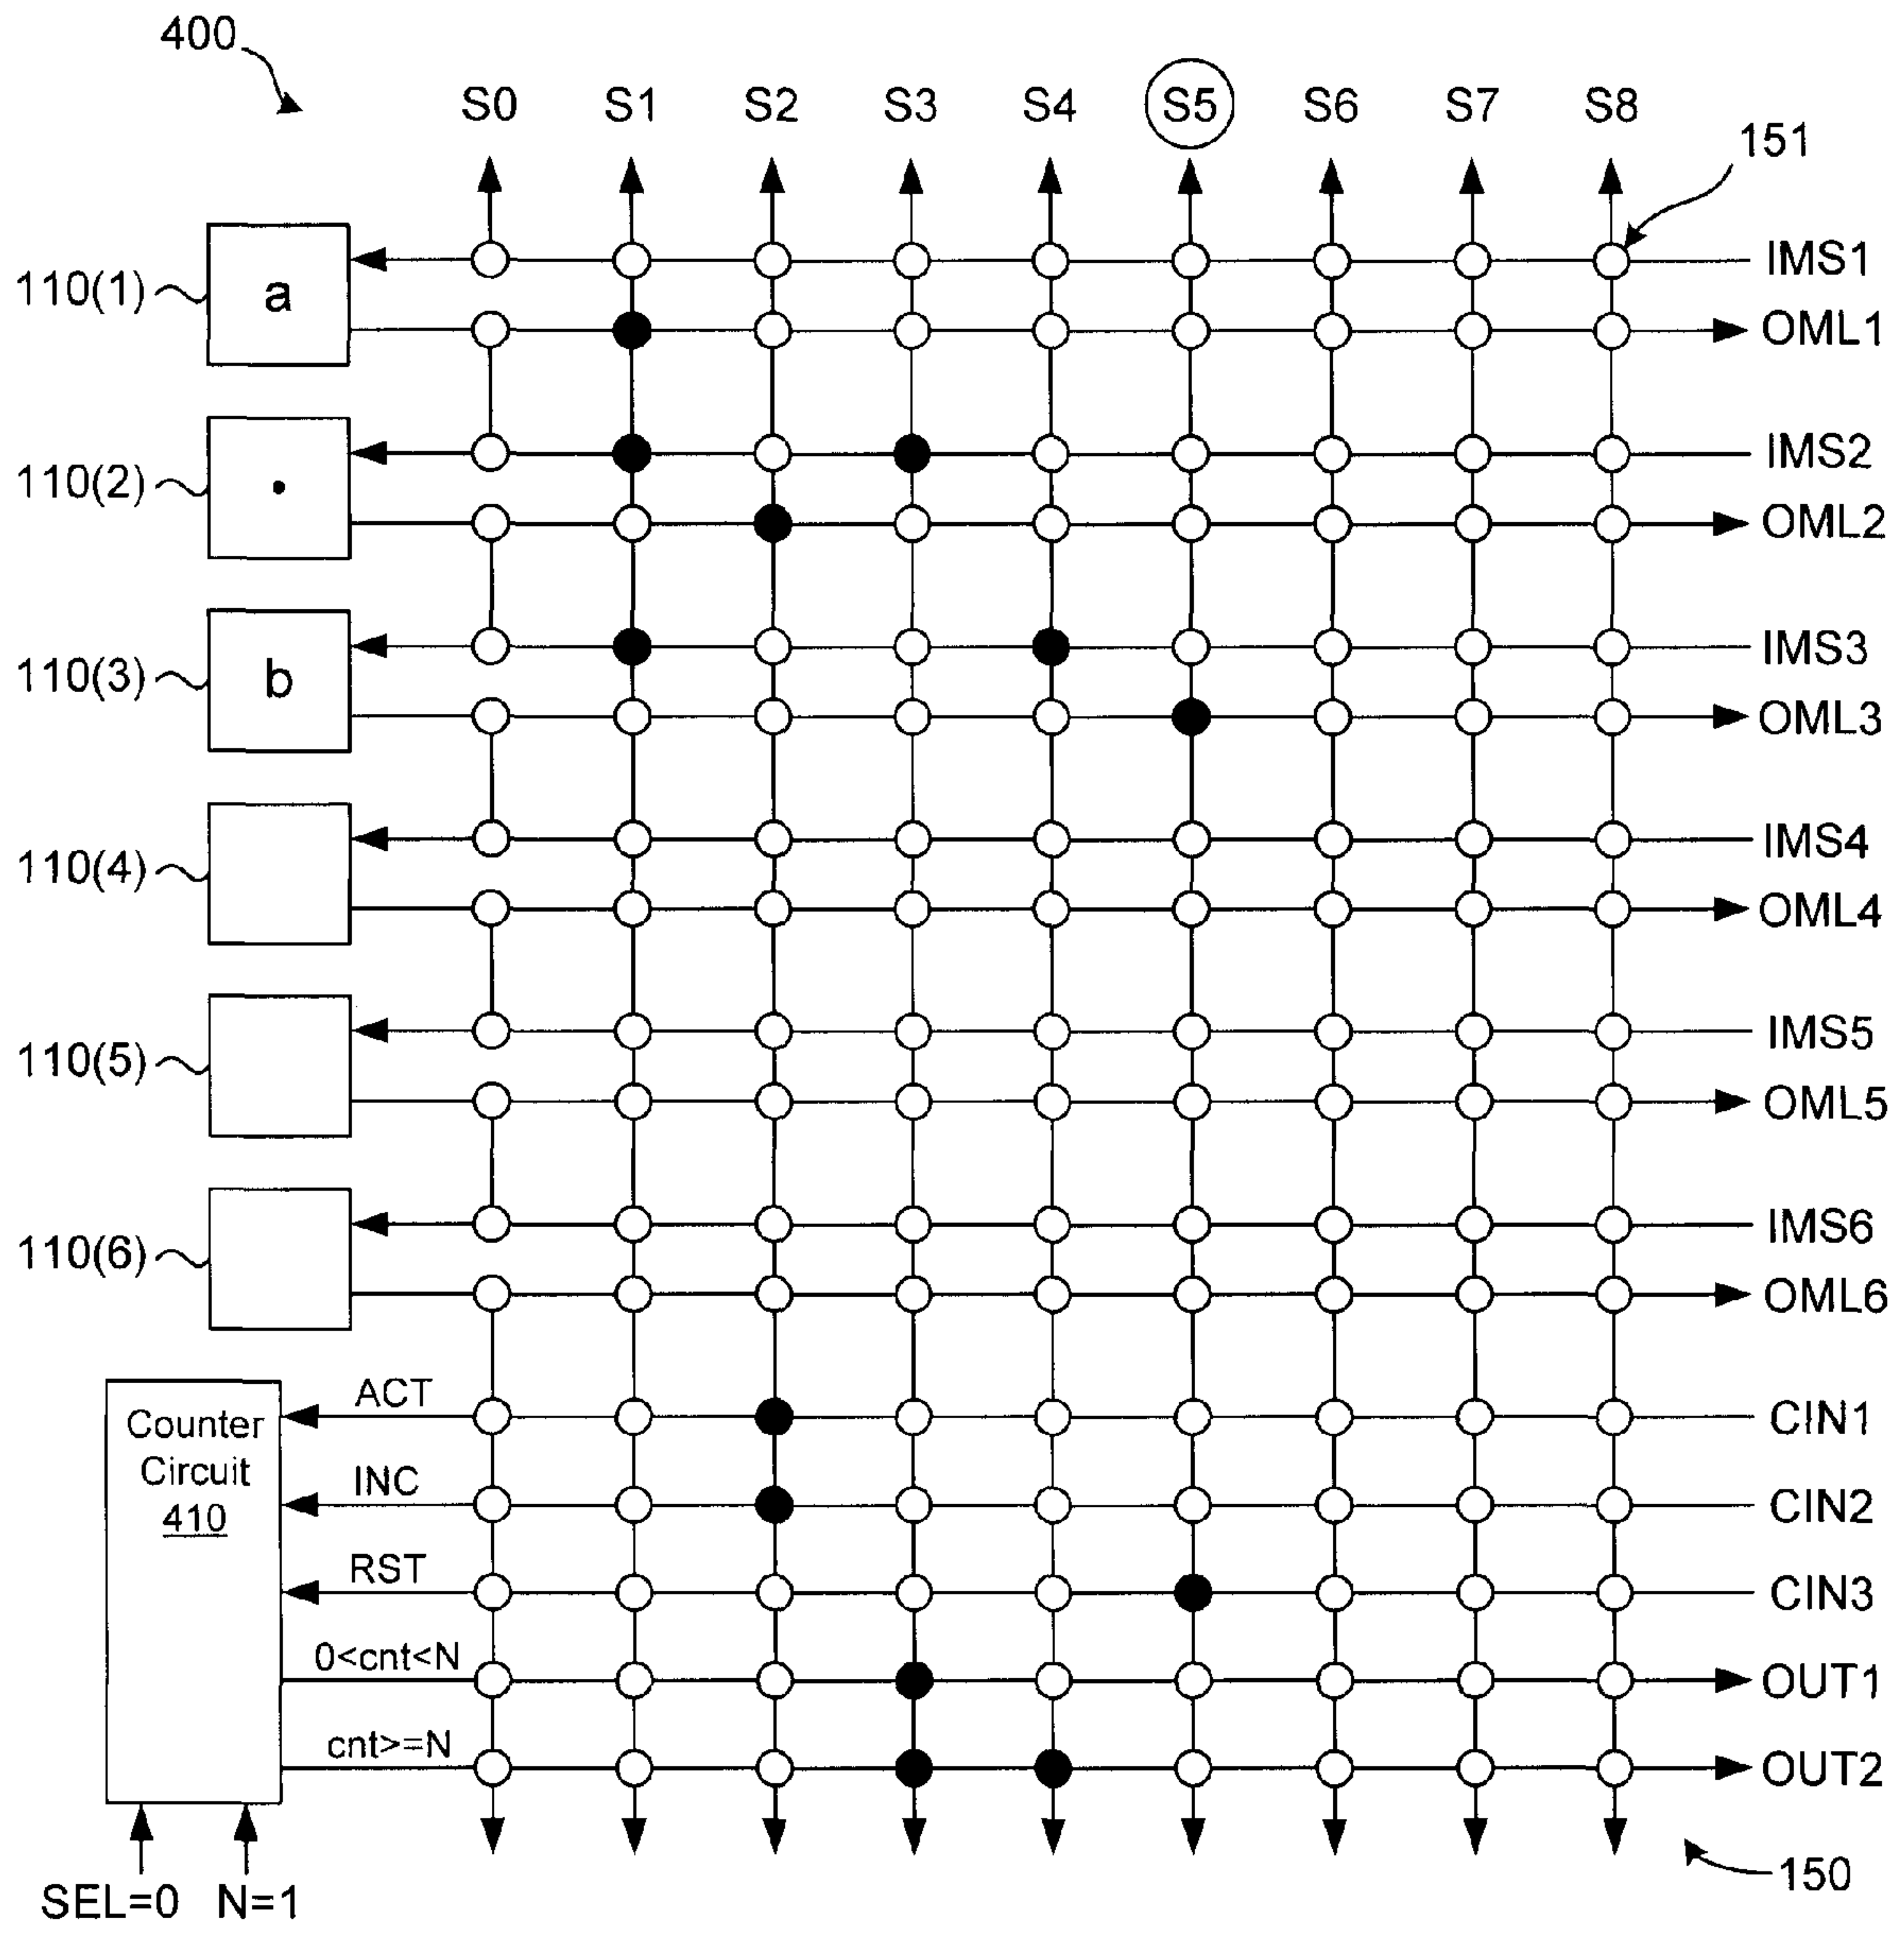 400
S0 S1 S2 S3 S4 S5 S6 S7 S8
151
110(1) a IMS1
OML1
110(2) • IMS2
OML2
110(3) b IMS3
OML3
110(4) IMS4
OML4
110(5) IMS5
OML5
110(6) IMS6
OML6
Counter
Circuit
410
ACT CIN1
INC CIN2
RST CIN3
0<cnt<N OUT1
cnt>=N OUT2
SEL=0 N=1
150